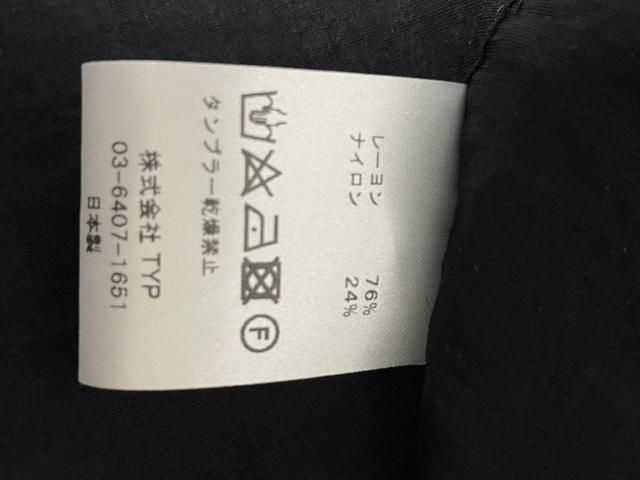 レーヨン 76%
ナイロン 24%
F
タンブラー乾燥禁止
株式会社 TYP
03-6407-1651
日本製